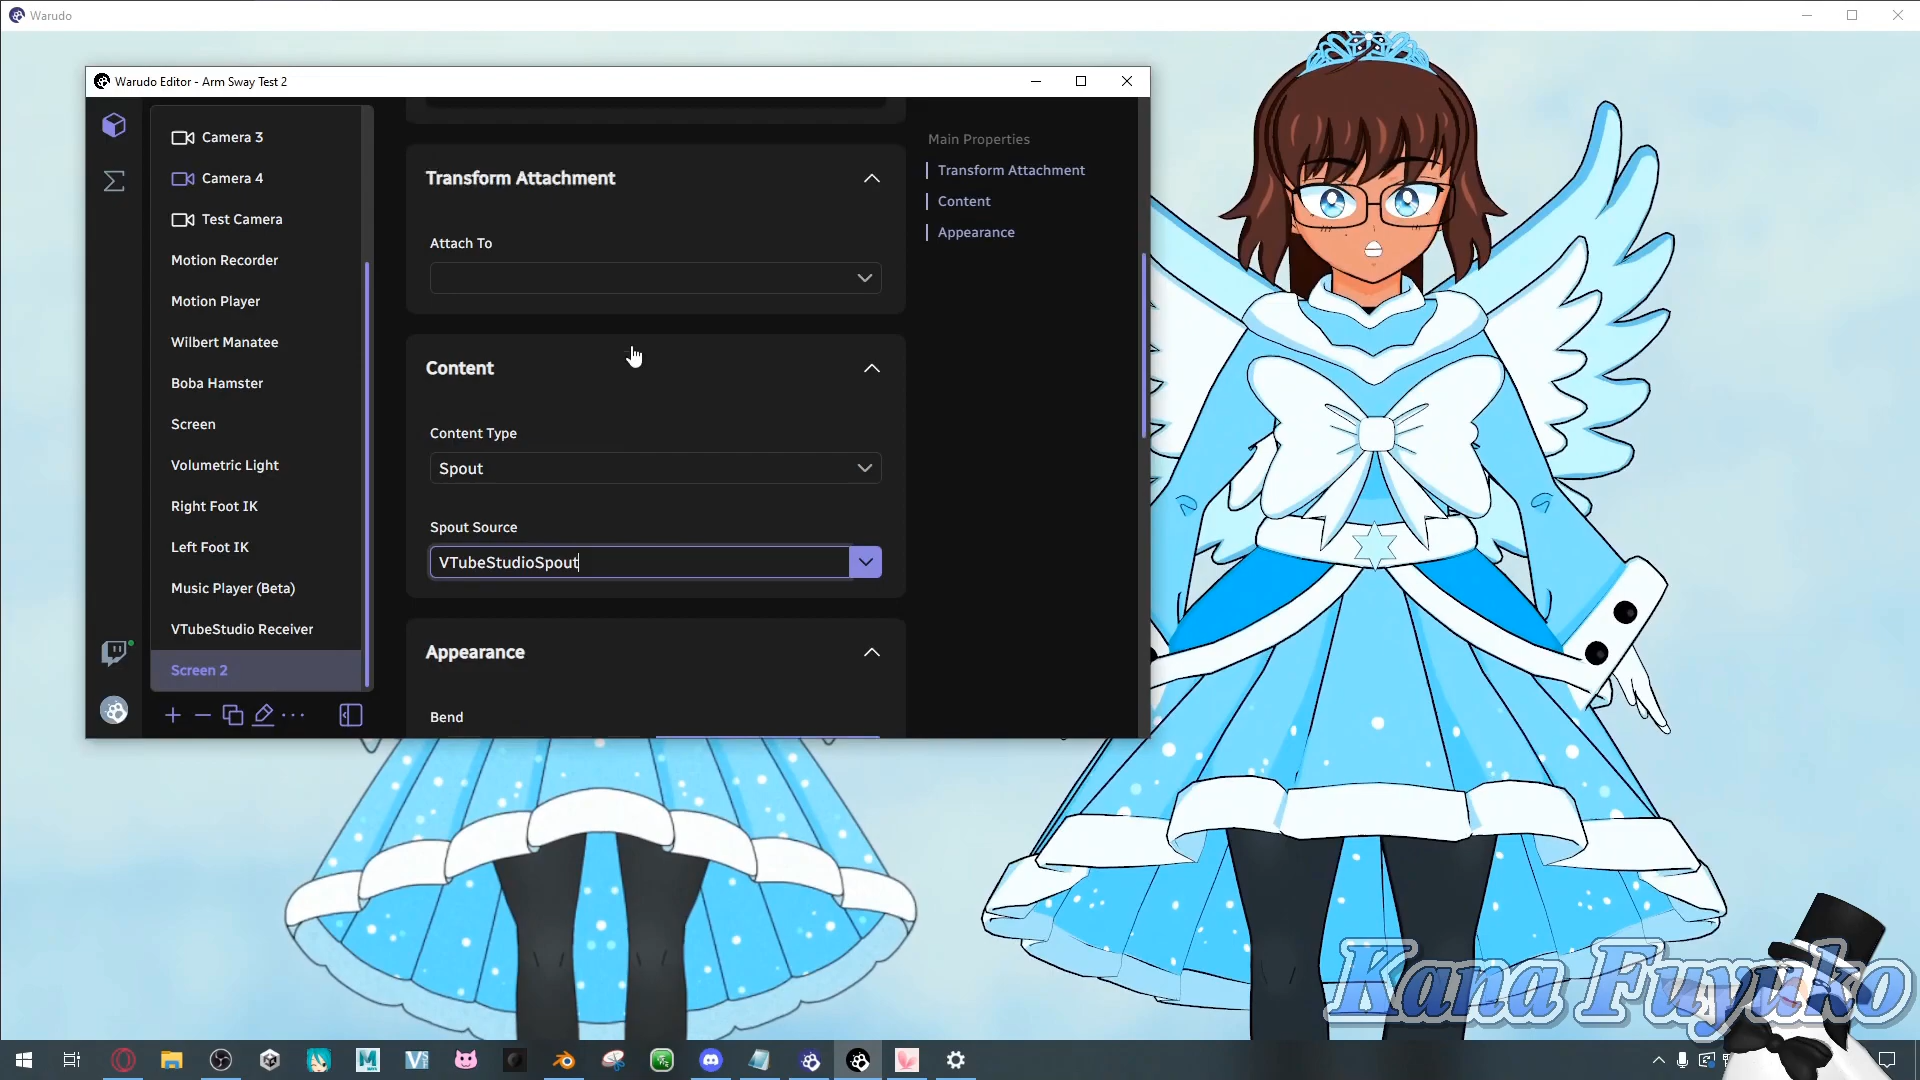 Warudo
Warudo Editor - Arm Sway Test 2
Camera 3
Camera 4
Test Camera
Motion Recorder
Motion Player
Wilbert Manatee
Boba Hamster
Screen
Volumetric Light
Right Foot IK
Left Foot IK
Music Player (Beta)
VTubeStudio Receiver
Screen 2
Transform Attachment
Attach To
Content
Content Type
Spout
Spout Source
VTubeStudioSpout
Appearance
Bend
Main Properties
Transform Attachment
Content
Appearance
Kana Fuyuko